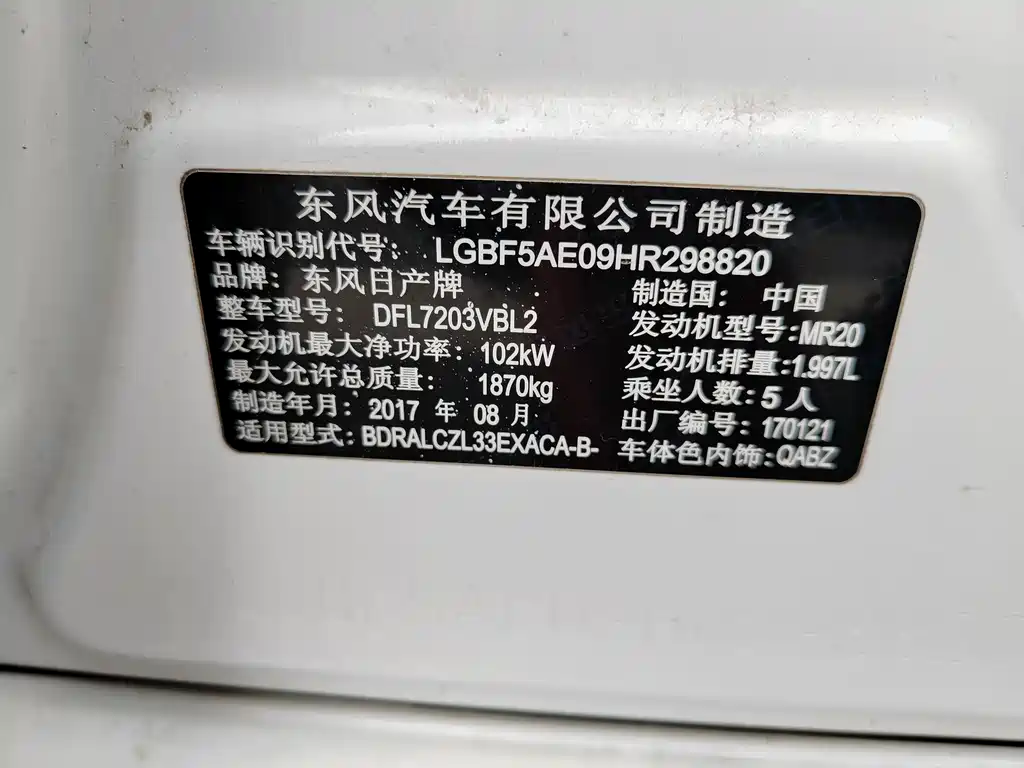 东风汽车有限公司制造
车辆识别代号： LGBF5AE09HR298820
品牌：东风日产牌 制造国： 中国
整车型号： DFL7203VBL2 发动机型号：MR20
发动机最大净功率：102kW 发动机排量：1.997L
最大允许总质量： 1870kg 乘坐人数：5人
制造年月：2017 年 08 月 出厂编号：170121
适用型式：BDRALCZL33EXACA-B- 车体色内饰：QABZ